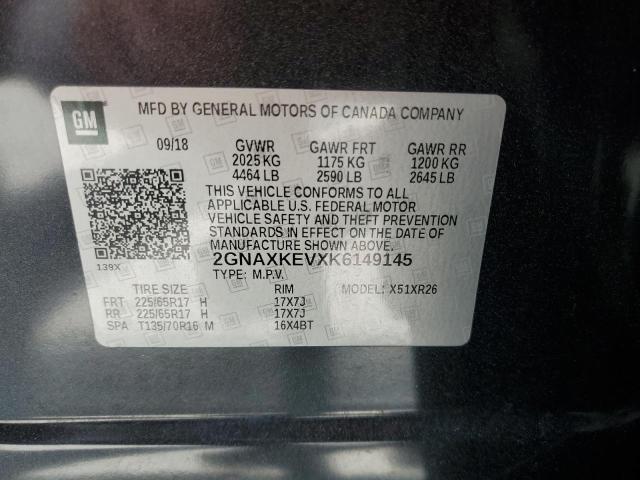 GM
MFD BY GENERAL MOTORS OF CANADA COMPANY
09/18 GVWR GAWR FRT GAWR RR
2025 KG 1175 KG 1200 KG
4464 LB 2590 LB 2645 LB
THIS VEHICLE CONFORMS TO ALL
APPLICABLE U.S. FEDERAL MOTOR
VEHICLE SAFETY AND THEFT PREVENTION
STANDARDS IN EFFECT ON THE DATE OF
MANUFACTURE SHOWN ABOVE.
139X 2GNAXKEVXK6149145
TYPE: M.P.V.
TIRE SIZE RIM MODEL: X51XR26
FRT 225/65R17 H 17X7J
RR 225/65R17 H 17X7J
SPA T135/70R16 M 16X4BT